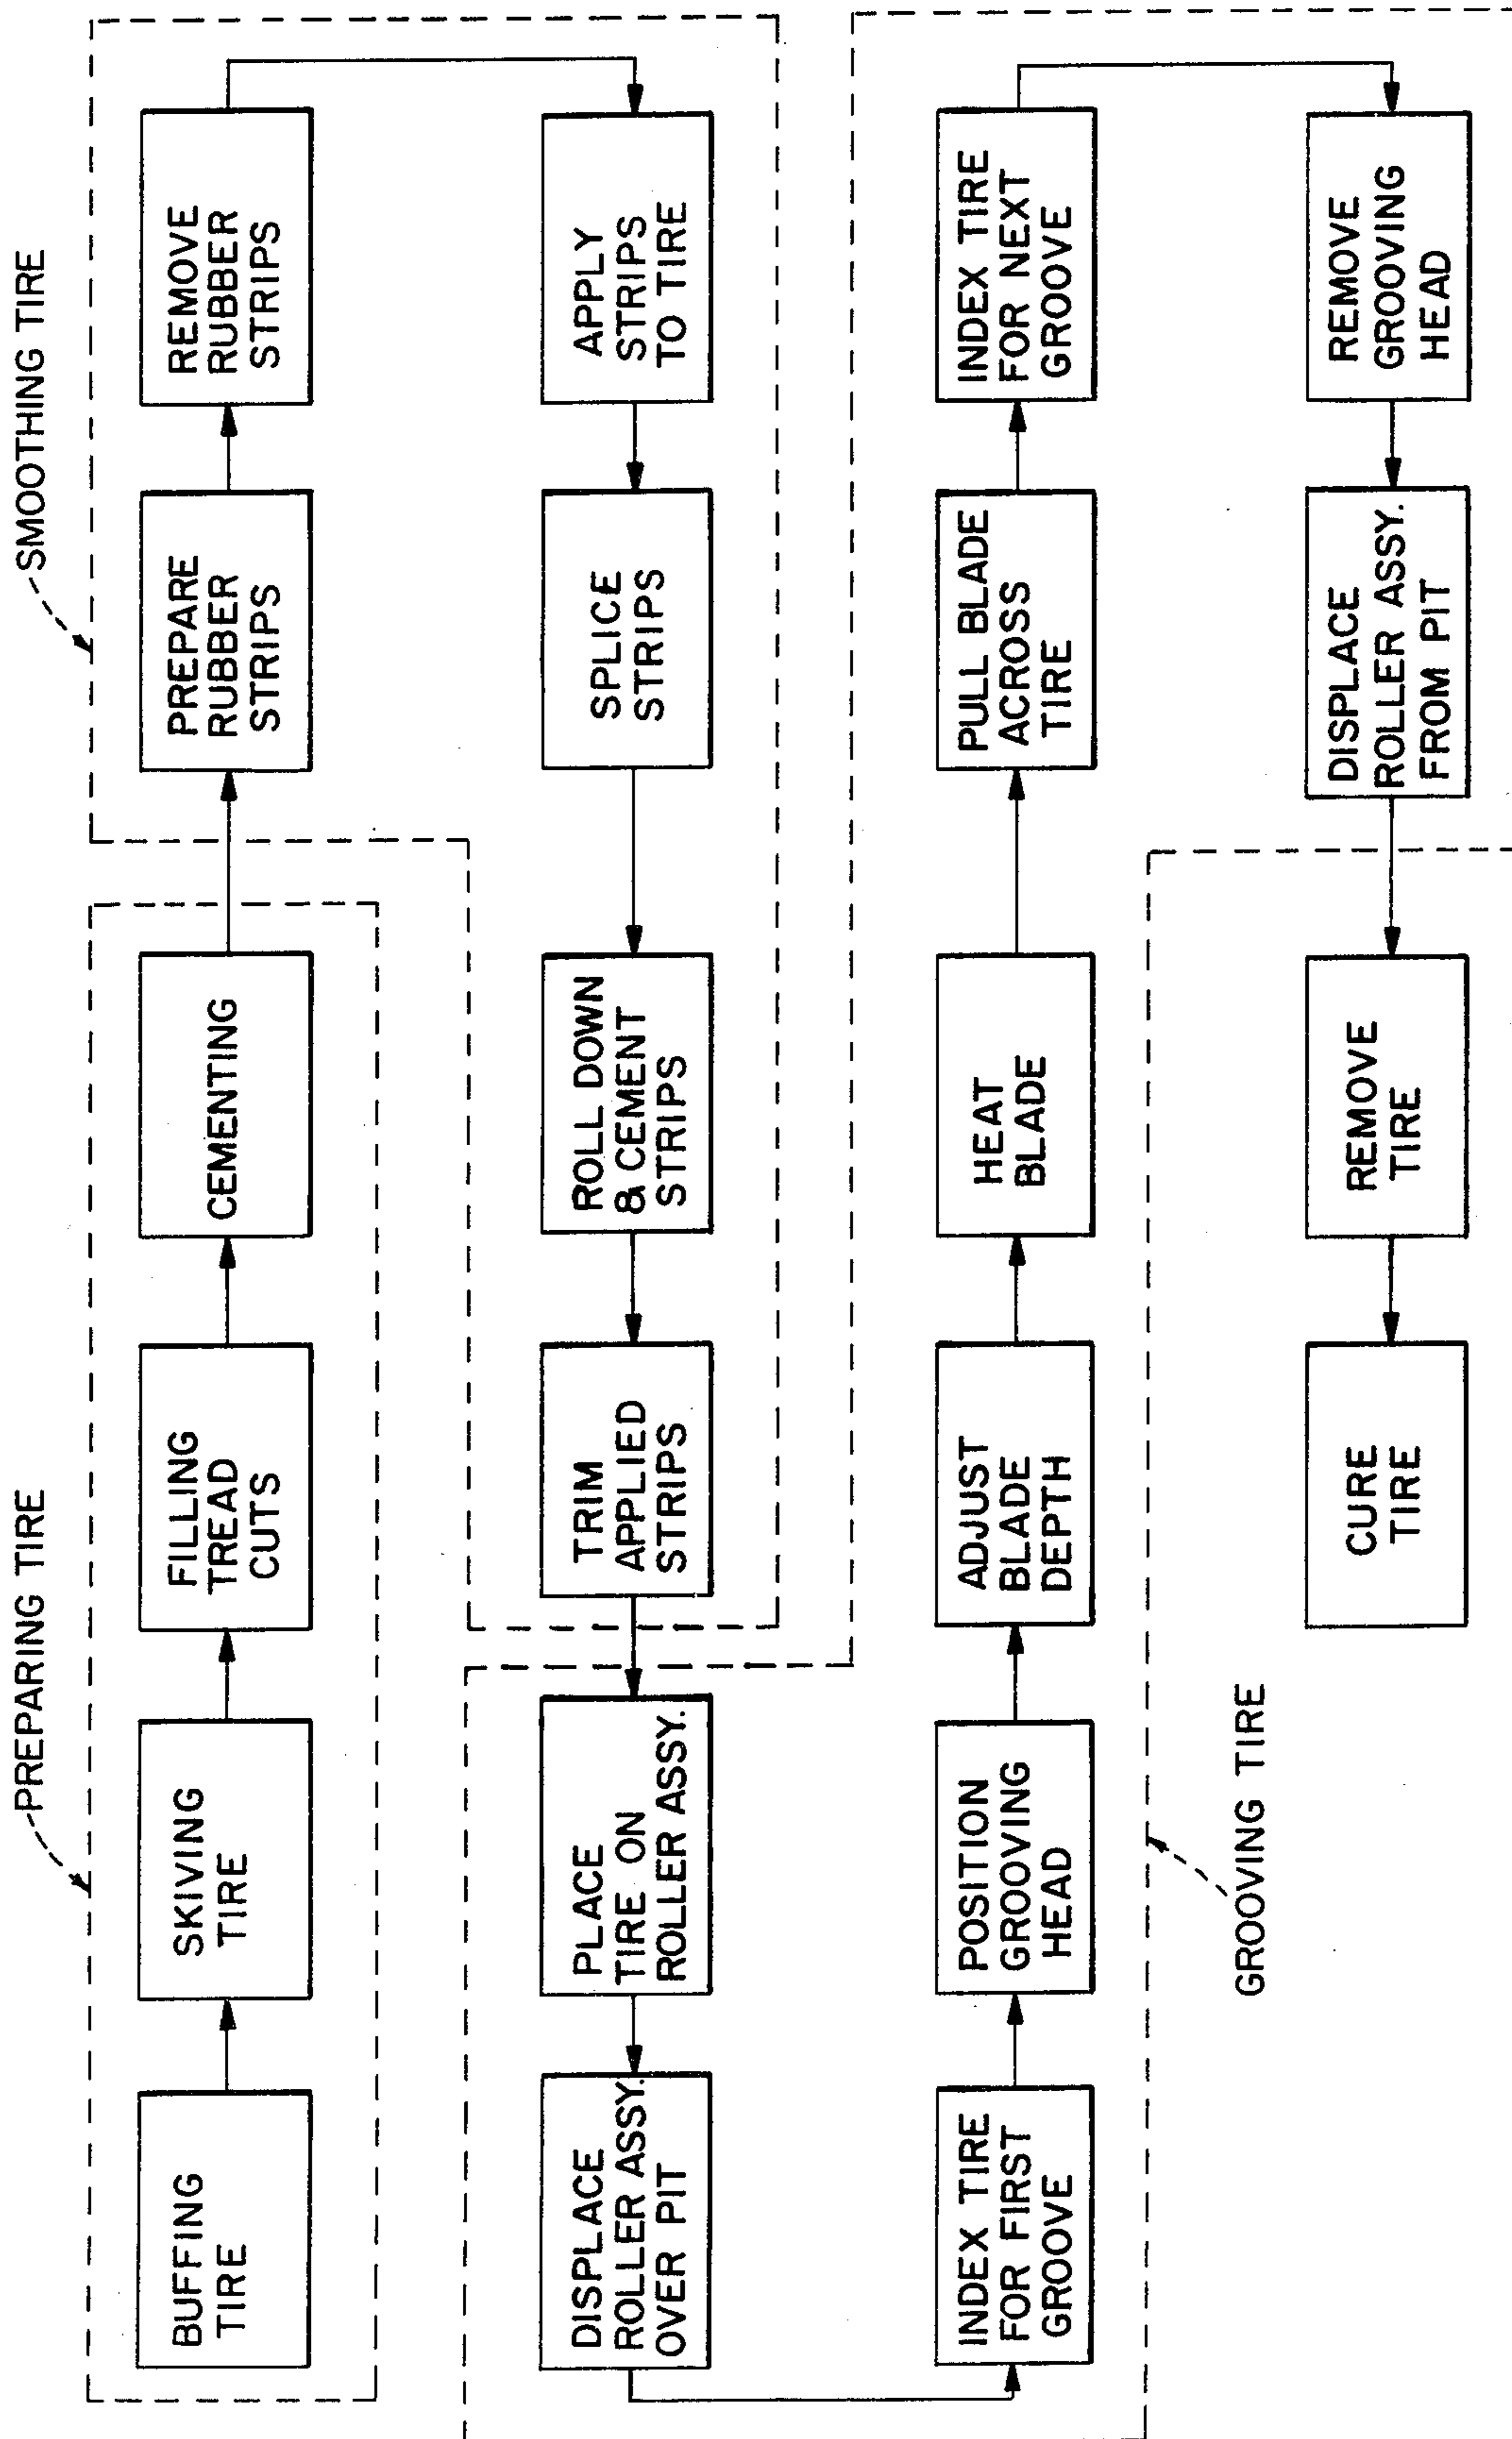 PREPARING TIRE
BUFFING
TIRE
SKIVING
TIRE
FILLING
TREAD
CUTS
CEMENTING
SMOOTHING TIRE
PREPARE
RUBBER
STRIPS
REMOVE
RUBBER
STRIPS
APPLY
STRIPS
TO TIRE
SPLICE
STRIPS
ROLL DOWN
& CEMENT
STRIPS
TRIM
APPLIED
STRIPS
PLACE
TIRE ON
ROLLER ASSY.
DISPLACE
ROLLER ASSY.
OVER PIT
INDEX TIRE
FOR FIRST
GROOVE
POSITION
GROOVING
HEAD
ADJUST
BLADE
DEPTH
HEAT
BLADE
PULL BLADE
ACROSS
TIRE
INDEX TIRE
FOR NEXT
GROOVE
REMOVE
GROOVING
HEAD
DISPLACE
ROLLER ASSY.
FROM PIT
REMOVE
TIRE
CURE
TIRE
GROOVING TIRE